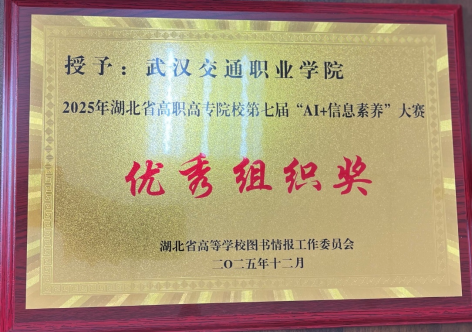 授予：武汉交通职业学院
2025年湖北省高职高专院校第七届“AI+信息素养”大赛
优秀组织奖
湖北省高等学校图书情报工作委员会
二〇二五年十二月